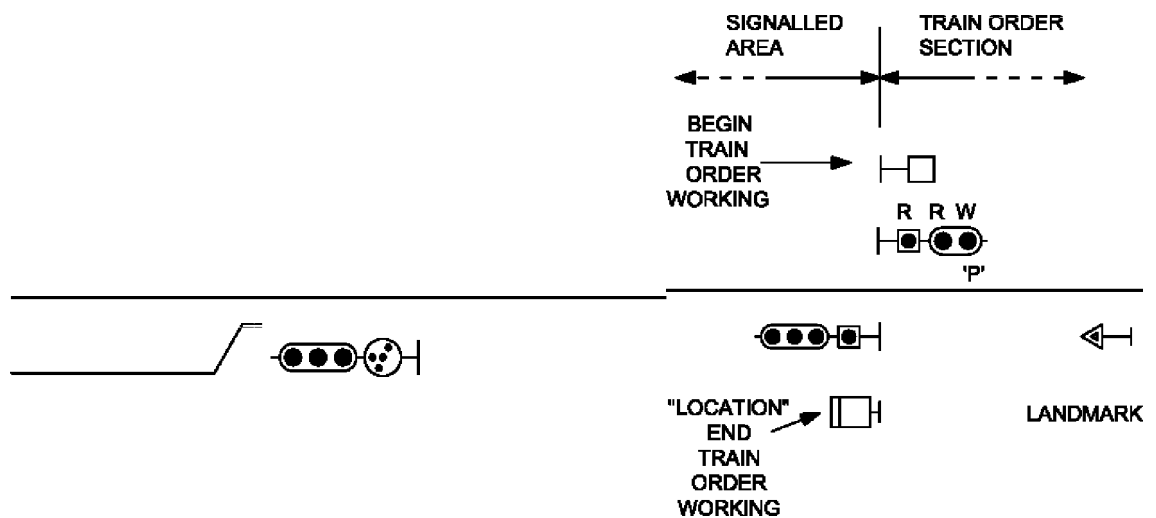 SIGNALLED
AREA
TRAIN ORDER
SECTION
BEGIN
TRAIN
ORDER
WORKING
R R W
'P'
"LOCATION"
END
TRAIN
ORDER
WORKING
LANDMARK